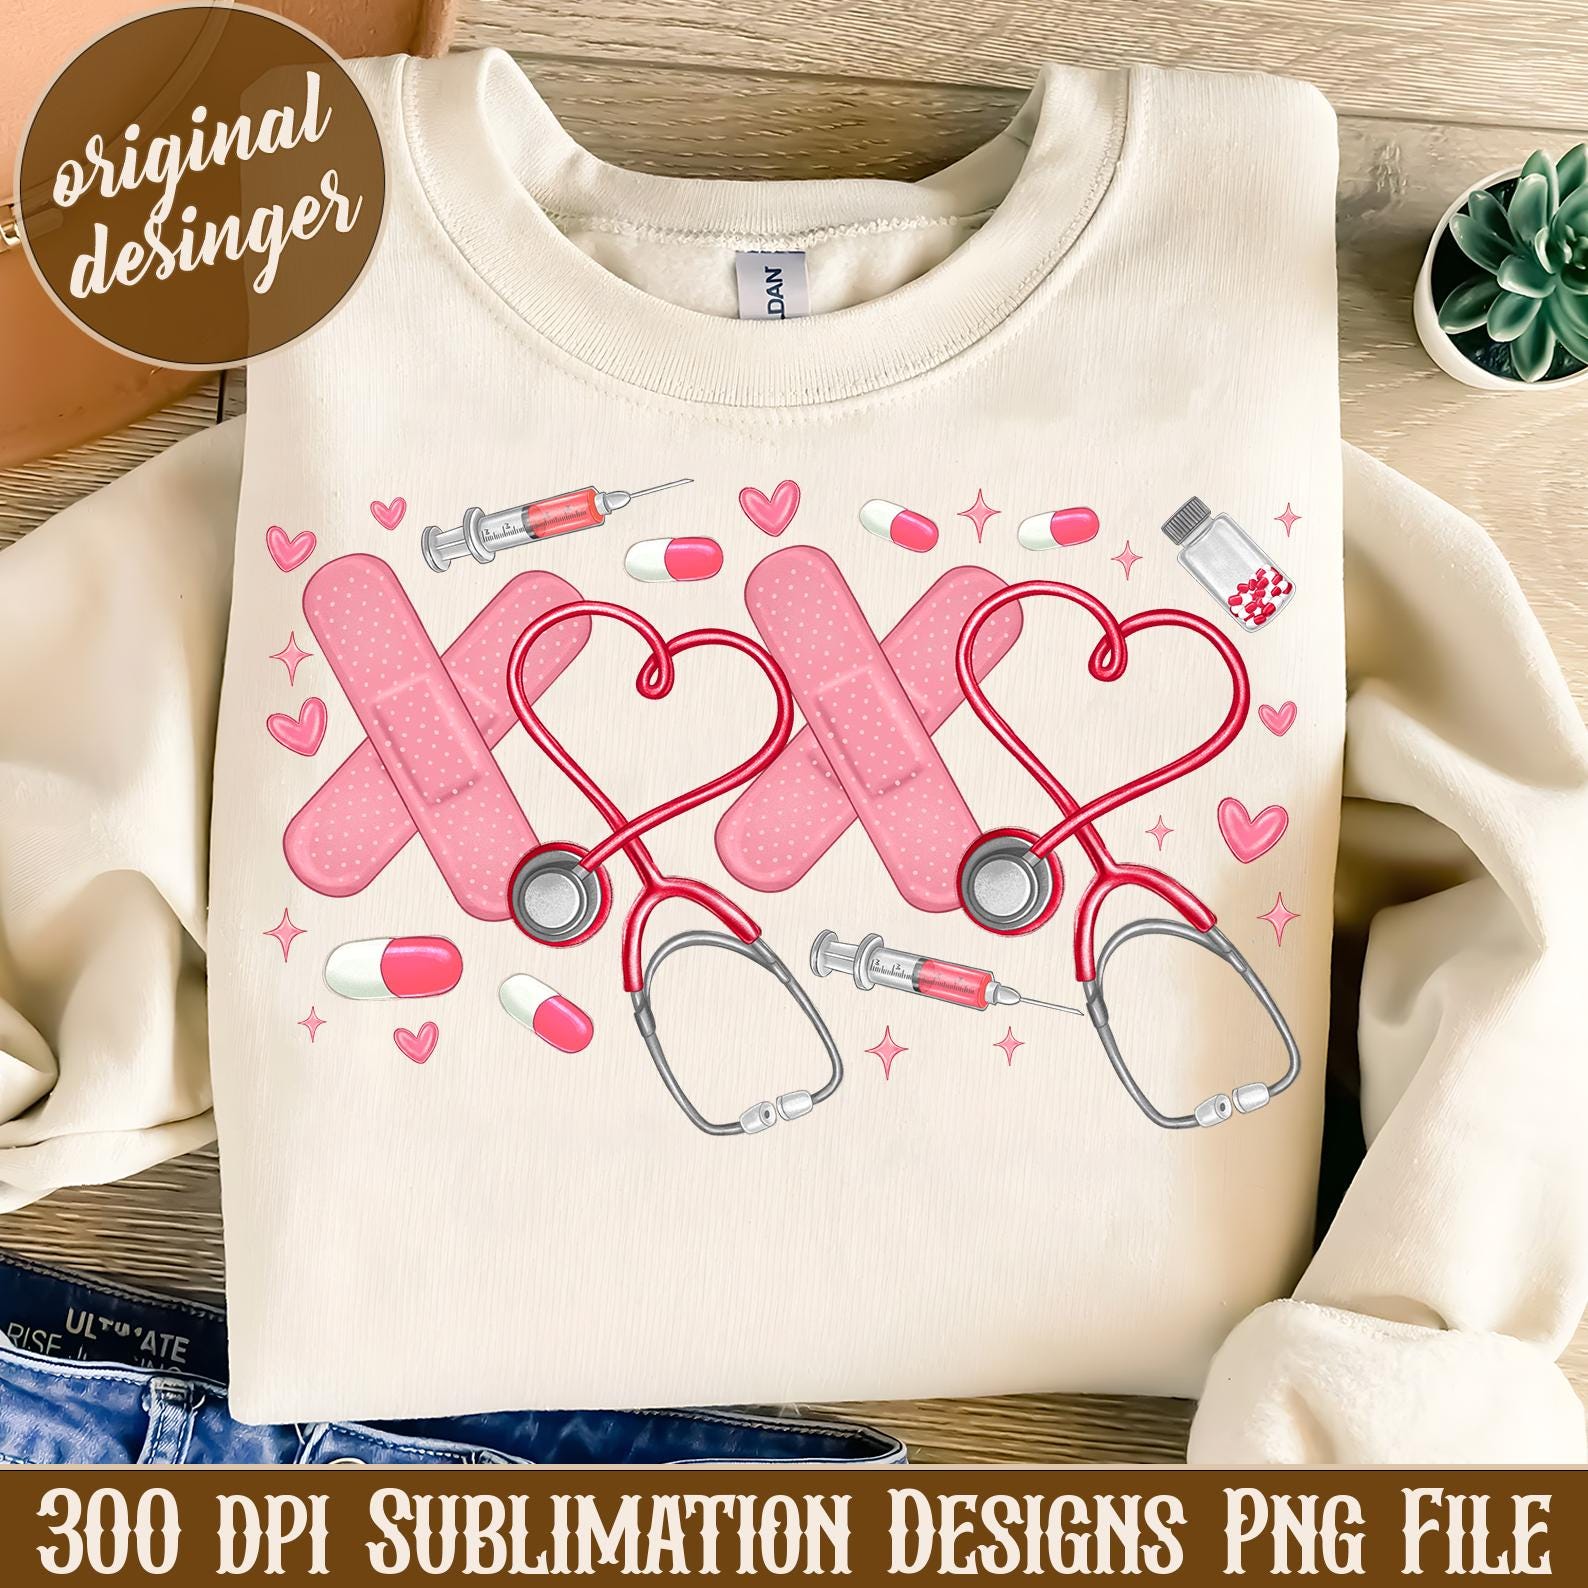 original
desinger
LDAN
ULTIMATE
RISE
300 DPI SUBLIMATION DESIGNS PNG FILE